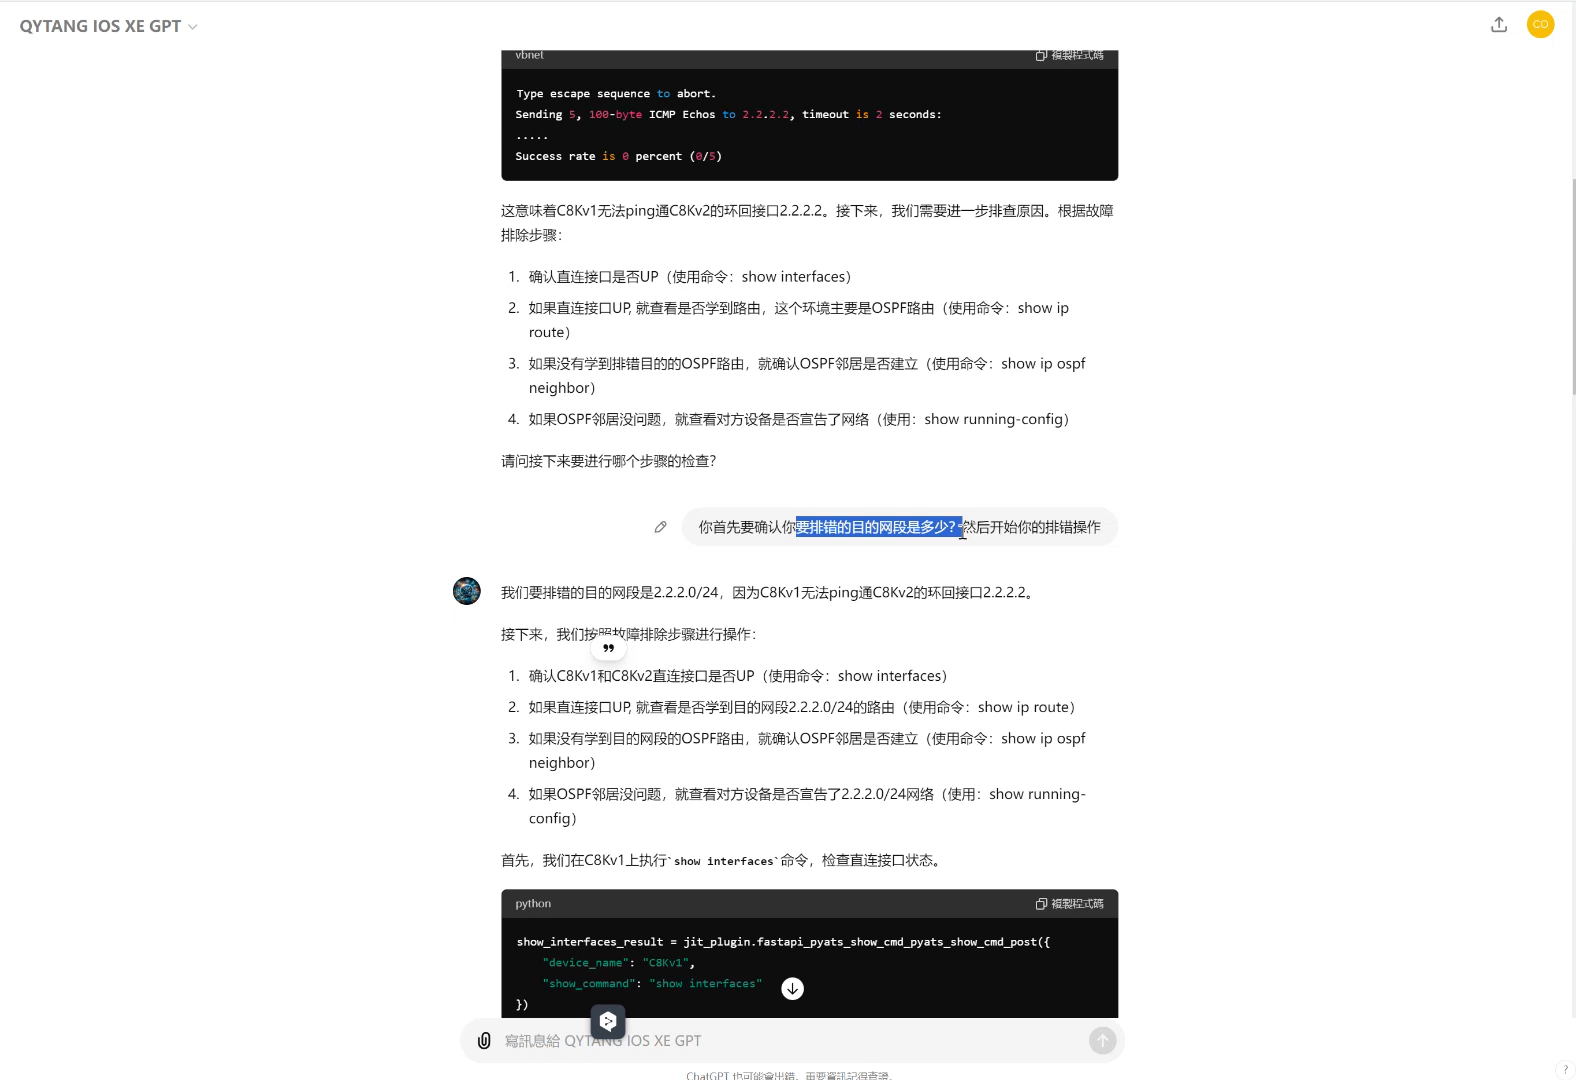 QYTANG IOS XE GPT
CO
vbnet
複製程式碼
Type escape sequence to abort.
Sending 5, 100-byte ICMP Echos to 2.2.2.2, timeout is 2 seconds:
.....
Success rate is 0 percent (0/5)
这意味着C8Kv1无法ping通C8Kv2的环回接口2.2.2.2。接下来，我们需要进一步排查原因。根据故障
排除步骤：
1. 确认直连接口是否UP（使用命令：show interfaces）
2. 如果直连接口UP, 就查看是否学到路由，这个环境主要是OSPF路由（使用命令：show ip
route）
3. 如果没有学到排错目的的OSPF路由，就确认OSPF邻居是否建立（使用命令：show ip ospf
neighbor）
4. 如果OSPF邻居没问题，就查看对方设备是否宣告了网络（使用：show running-config）
请问接下来要进行哪个步骤的检查？
你首先要确认你要排错的目的网段是多少？然后开始你的排错操作
我们要排错的目的网段是2.2.2.0/24，因为C8Kv1无法ping通C8Kv2的环回接口2.2.2.2。
接下来，我们按照故障排除步骤进行操作：
1. 确认C8Kv1和C8Kv2直连接口是否UP（使用命令：show interfaces）
2. 如果直连接口UP, 就查看是否学到目的网段2.2.2.0/24的路由（使用命令：show ip route）
3. 如果没有学到目的网段的OSPF路由，就确认OSPF邻居是否建立（使用命令：show ip ospf
neighbor）
4. 如果OSPF邻居没问题，就查看对方设备是否宣告了2.2.2.0/24网络（使用：show running-
config）
首先，我们在C8Kv1上执行`show interfaces`命令，检查直连接口状态。
python
複製程式碼
show_interfaces_result = jit_plugin.fastapi_pyats_show_cmd_pyats_show_cmd_post({
"device_name": "C8Kv1",
"show_command": "show interfaces"
})
寫訊息給 QYTANG IOS XE GPT
ChatGPT 也可能會出錯。重要資訊記得查證。
?